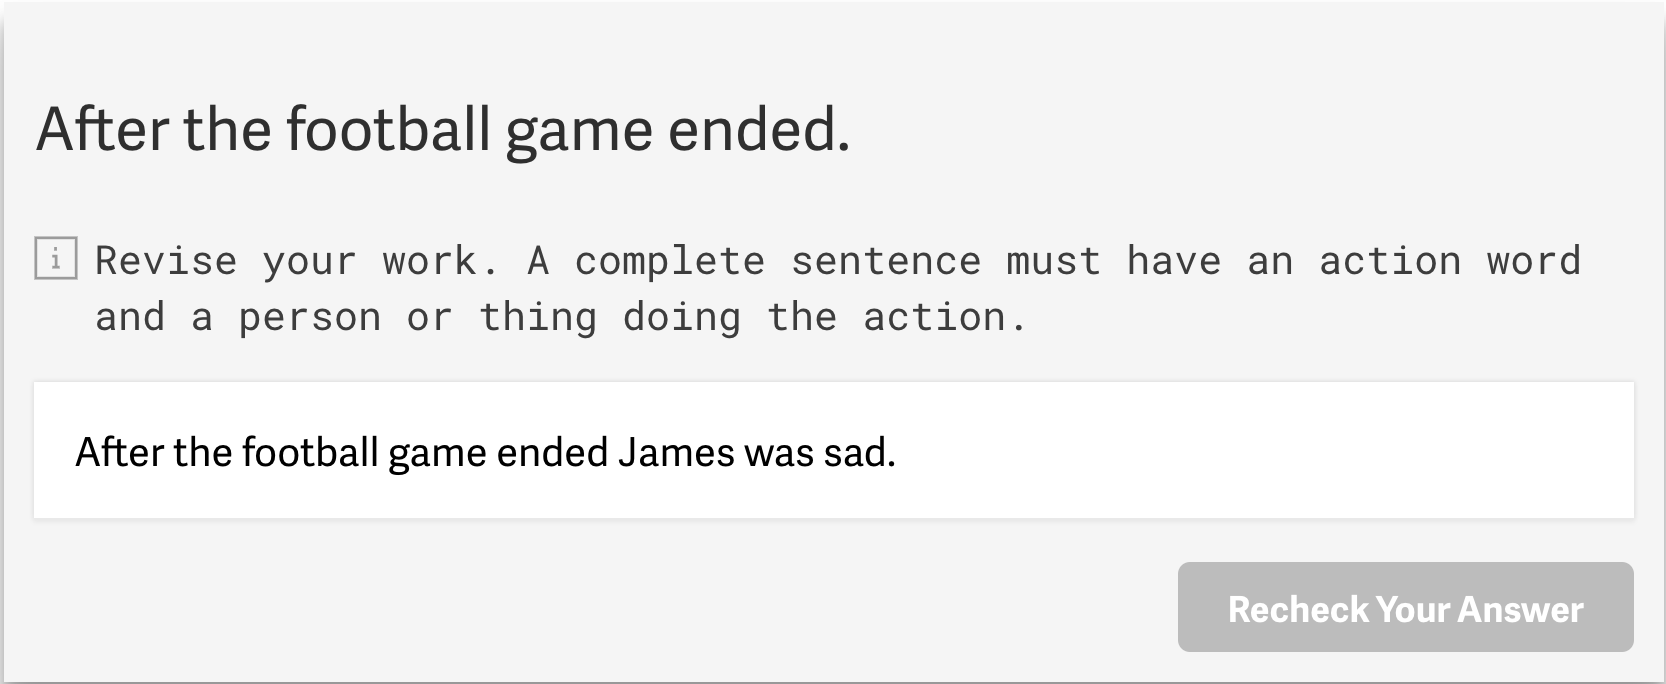 After the football game ended.
i Revise your work. A complete sentence must have an action word
and a person or thing doing the action.
After the football game ended James was sad.
Recheck Your Answer